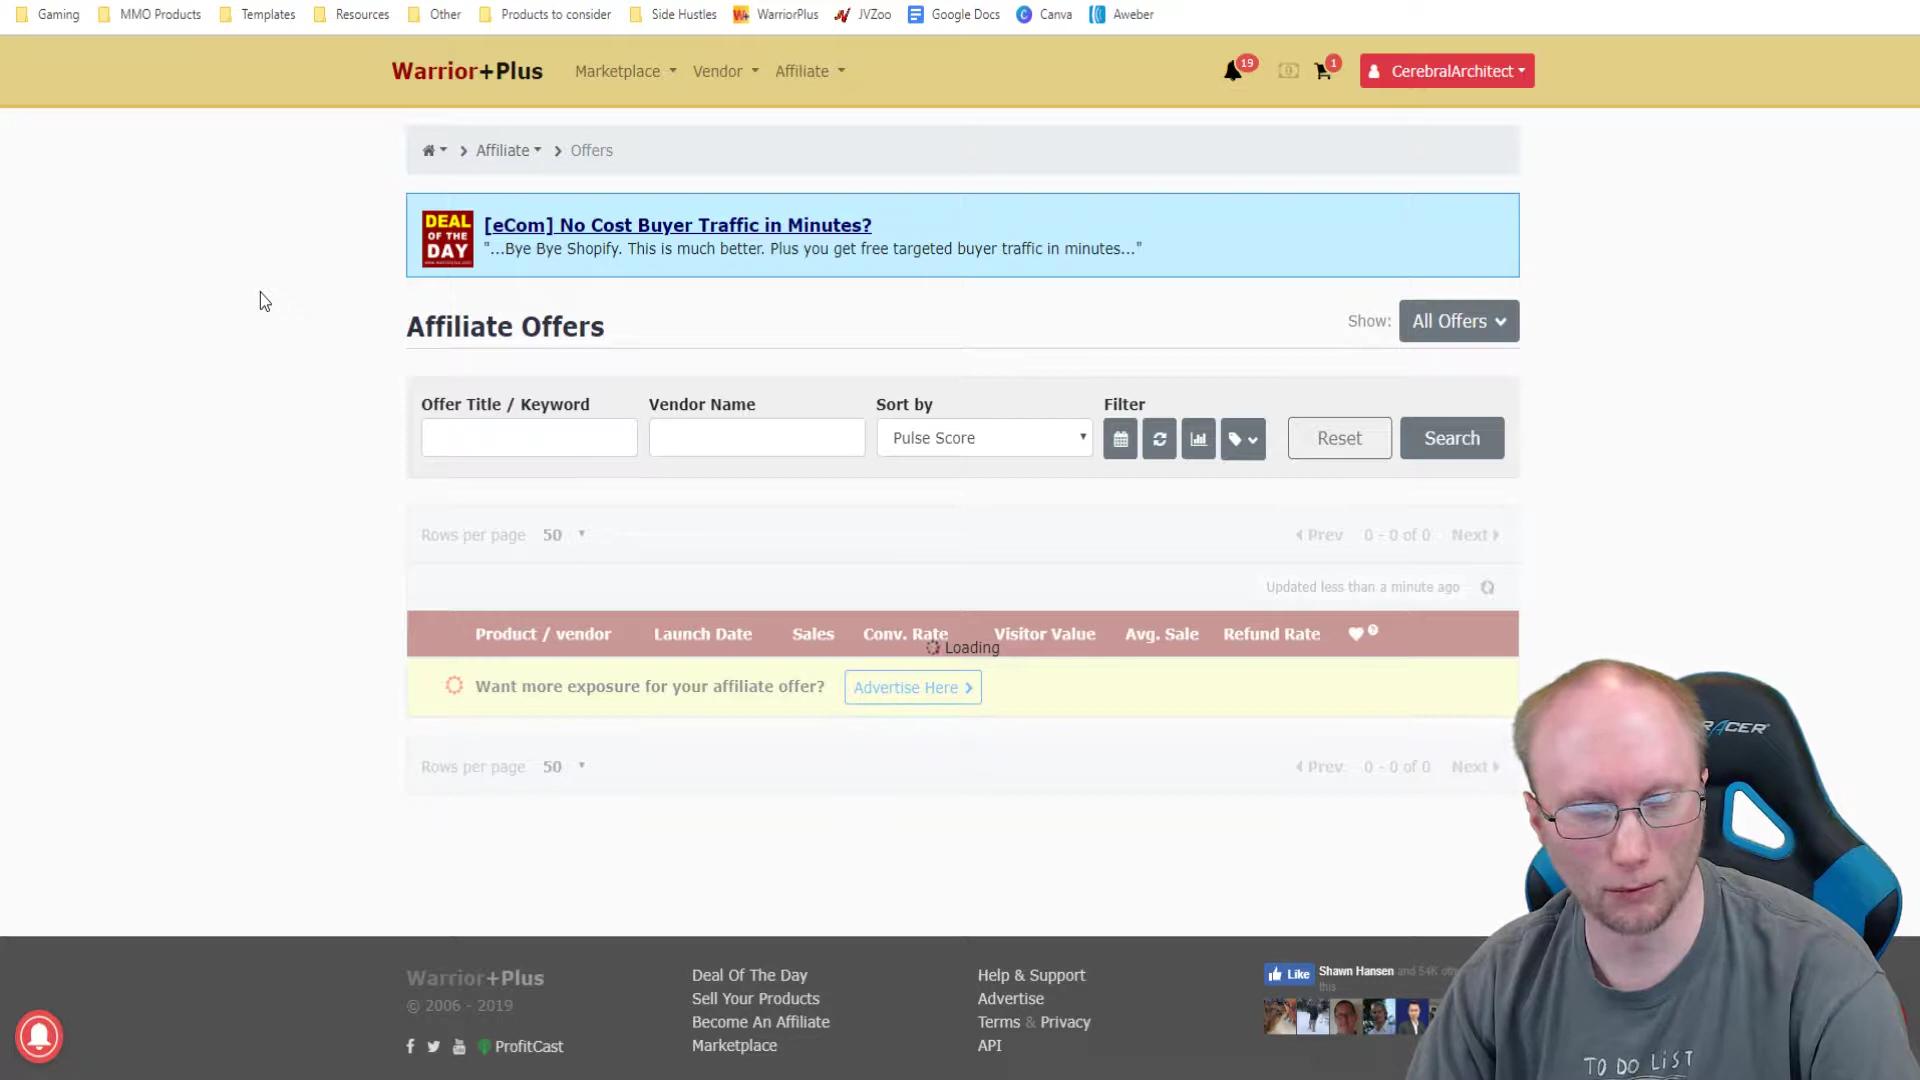 Gaming MMO Products Templates Resources Other Products to consider Side Hustles WarriorPlus JVZoo Google Docs Canva Aweber
Warrior+Plus Marketplace Vendor Affiliate 19 1 CerebralArchitect
Affiliate Offers
DEAL OF THE DAY
[eCom] No Cost Buyer Traffic in Minutes?
"...Bye Bye Shopify. This is much better. Plus you get free targeted buyer traffic in minutes..."
Affiliate Offers Show: All Offers
Offer Title / Keyword Vendor Name Sort by Filter
Pulse Score Reset Search
Rows per page 50 Prev 0 - 0 of 0 Next
Updated less than a minute ago
Product / vendor Launch Date Sales Conv. Rate Visitor Value Avg. Sale Refund Rate
Loading
Want more exposure for your affiliate offer? Advertise Here
Rows per page 50 Prev 0 - 0 of 0 Next
Warrior+Plus Deal Of The Day Help & Support Like Shawn Hansen and 54K
this
© 2006 - 2019 Sell Your Products Advertise
Become An Affiliate Terms & Privacy
ProfitCast Marketplace API
TO DO LIST